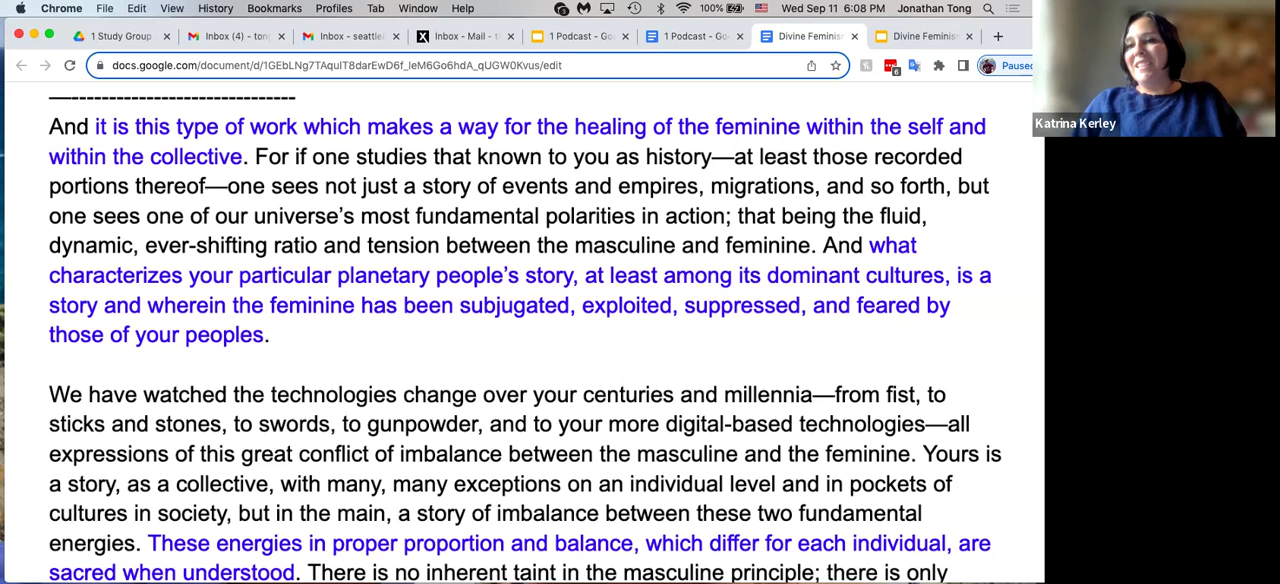 Chrome File Edit View History Bookmarks Profiles Tab Window Help 100% Wed Sep 11 6:08 PM Jonathan Tong
1 Study Group Inbox (4) - ton Inbox - seattle Inbox - Mail - t 1 Podcast - Go 1 Podcast - Go Divine Feminis Divine Feminis
docs.google.com/document/d/1GEbLNg7TAquIT8darEwD6f_IeM6Go6hdA_qUGW0Kvus/edit Paused
Katrina Kerley
—-----------------------------
And it is this type of work which makes a way for the healing of the feminine within the self and
within the collective. For if one studies that known to you as history—at least those recorded
portions thereof—one sees not just a story of events and empires, migrations, and so forth, but
one sees one of our universe’s most fundamental polarities in action; that being the fluid,
dynamic, ever-shifting ratio and tension between the masculine and feminine. And what
characterizes your particular planetary people’s story, at least among its dominant cultures, is a
story and wherein the feminine has been subjugated, exploited, suppressed, and feared by
those of your peoples.
We have watched the technologies change over your centuries and millennia—from fist, to
sticks and stones, to swords, to gunpowder, and to your more digital-based technologies—all
expressions of this great conflict of imbalance between the masculine and the feminine. Yours is
a story, as a collective, with many, many exceptions on an individual level and in pockets of
cultures in society, but in the main, a story of imbalance between these two fundamental
energies. These energies in proper proportion and balance, which differ for each individual, are
sacred when understood. There is no inherent taint in the masculine principle; there is only